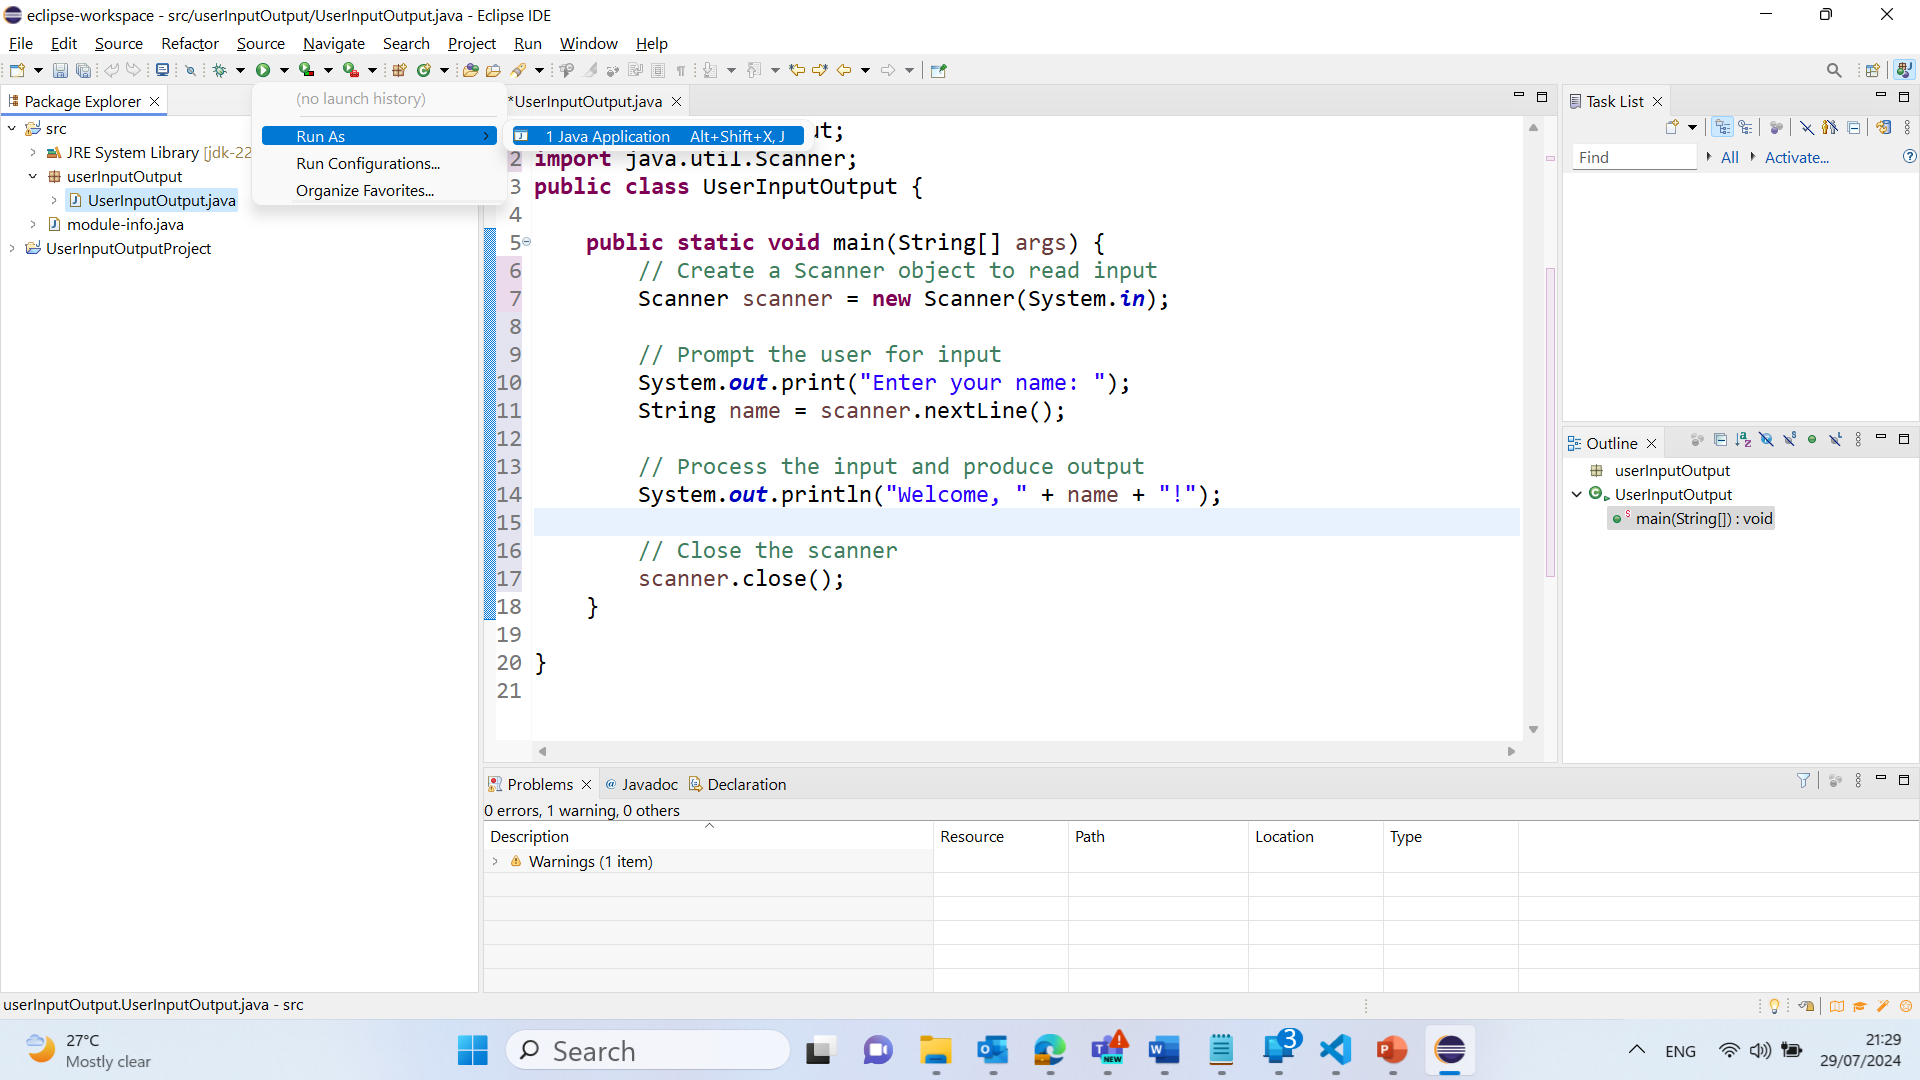 eclipse-workspace - src/userInputOutput/UserInputOutput.java - Eclipse IDE
File Edit Source Refactor Source Navigate Search Project Run Window Help
Package Explorer
src
JRE System Library [jdk-22
userInputOutput
UserInputOutput.java
module-info.java
UserInputOutputProject
(no launch history)
Run As
Run Configurations...
Organize Favorites...
1 Java Application Alt+Shift+X, J
*UserInputOutput.java
ut;
2 import java.util.Scanner;
3 public class UserInputOutput {
4
5 public static void main(String[] args) {
6 // Create a Scanner object to read input
7 Scanner scanner = new Scanner(System.in);
8
9 // Prompt the user for input
10 System.out.print("Enter your name: ");
11 String name = scanner.nextLine();
12
13 // Process the input and produce output
14 System.out.println("Welcome, " + name + "!");
15
16 // Close the scanner
17 scanner.close();
18 }
19
20 }
21
Task List
Find All Activate...
Outline
userInputOutput
UserInputOutput
main(String[]) : void
Problems Javadoc Declaration
0 errors, 1 warning, 0 others
Description Resource Path Location Type
Warnings (1 item)
userInputOutput.UserInputOutput.java - src
27°C
Mostly clear
Search
NEW
3
ENG
21:29
29/07/2024